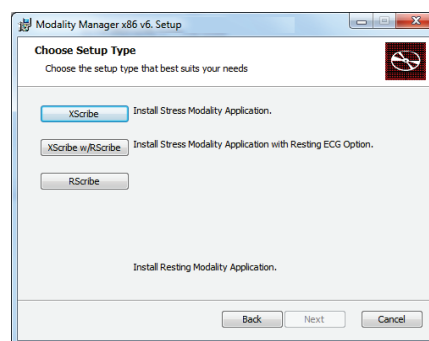 Modality Manager x86 v6. Setup
Choose Setup Type
Choose the setup type that best suits your needs
XScribe Install Stress Modality Application.
XScribe w/RScribe Install Stress Modality Application with Resting ECG Option.
RScribe
Install Resting Modality Application.
Back Next Cancel